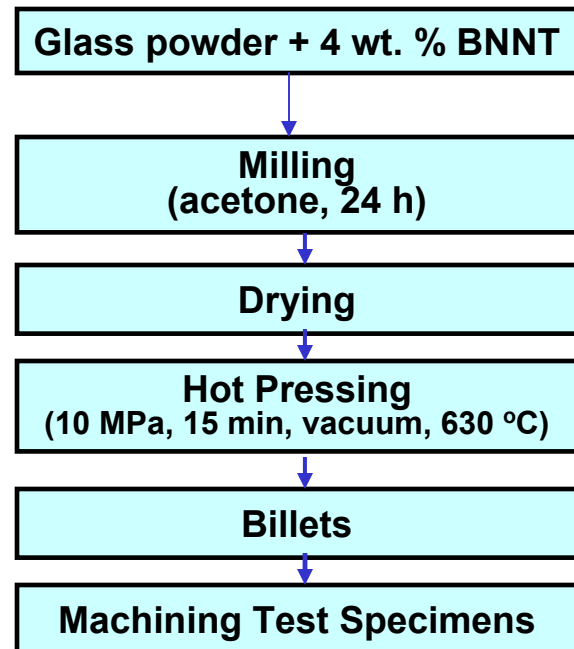 Glass powder + 4 wt. % BNNT
Milling
(acetone, 24 h)
Drying
Hot Pressing
(10 MPa, 15 min, vacuum, 630 ºC)
Billets
Machining Test Specimens